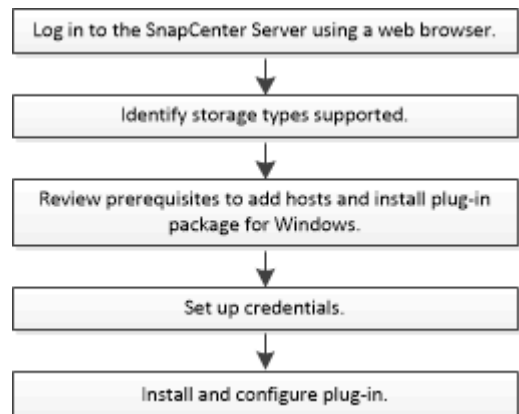 Log in to the SnapCenter Server using a web browser.
Identify storage types supported.
Review prerequisites to add hosts and install plug-in
package for Windows.
Set up credentials.
Install and configure plug-in.